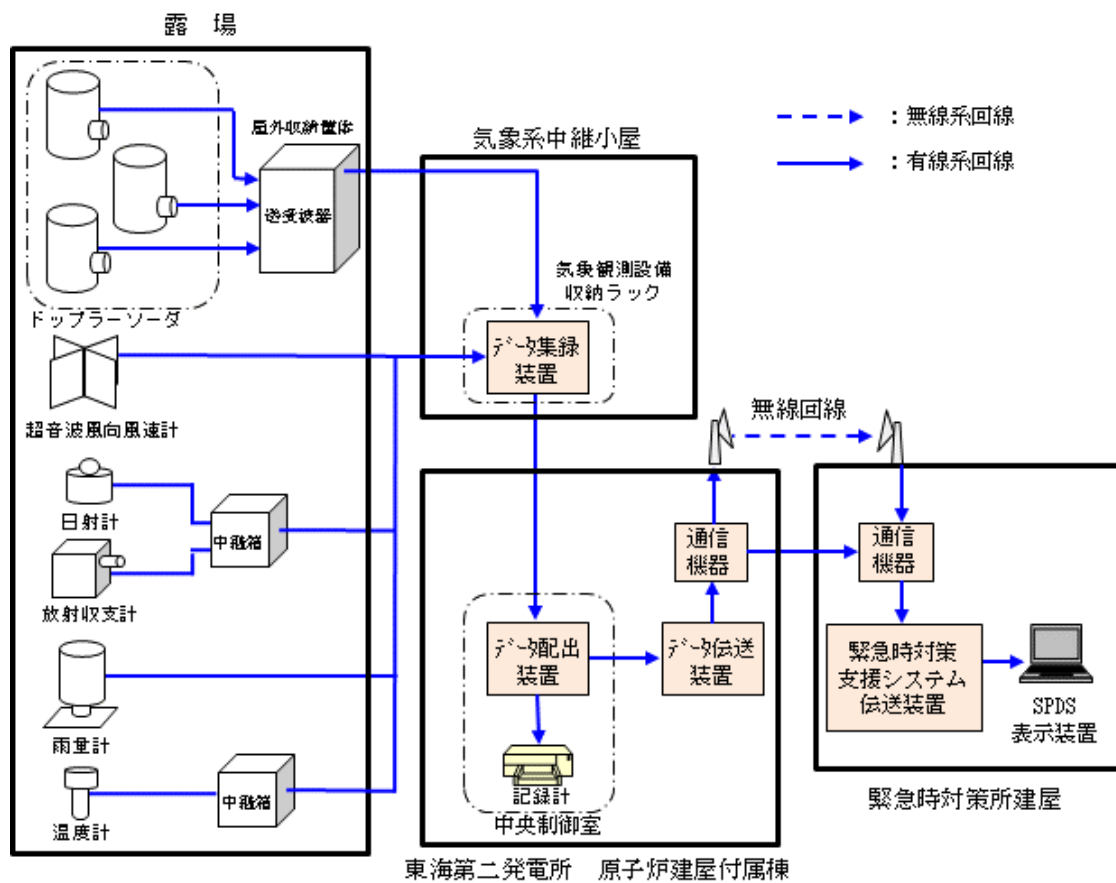 露　場
屋外収納筐体
送受波器
ドップラーソーダ
超音波風向風速計
日射計
中継箱
放射収支計
雨量計
中継箱
温度計
気象系中継小屋
気象観測設備
収納ラック
ﾃﾞｰﾀ集録
装置
：無線系回線
：有線系回線
無線回線
通信
機器
ﾃﾞｰﾀ配出
装置
ﾃﾞｰﾀ伝送
装置
記録計
中央制御室
東海第二発電所　原子炉建屋付属棟
通信
機器
緊急時対策
支援システム
伝送装置
SPDS
表示装置
緊急時対策所建屋